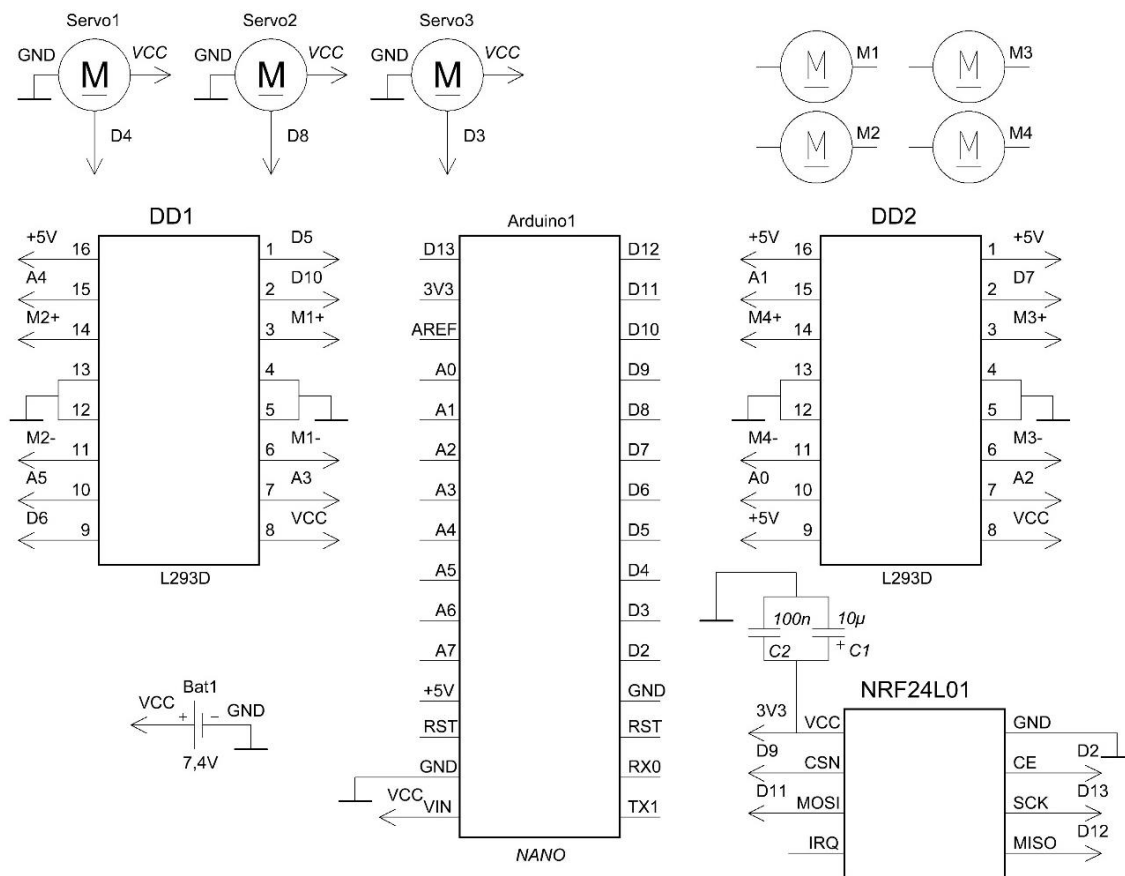 Servo1
GND
VCC
M
D4
Servo2
GND
VCC
M
D8
Servo3
GND
VCC
M
D3
M
M1
M
M3
M
M2
M
M4
DD1
+5V 16 1 D5
A4 15 2 D10
M2+ 14 3 M1+
13 4
12 5
M2- 11 6 M1-
A5 10 7 A3
D6 9 8 VCC
L293D
Arduino1
D13 D12
3V3 D11
AREF D10
A0 D9
A1 D8
A2 D7
A3 D6
A4 D5
A5 D4
A6 D3
A7 D2
+5V GND
RST RST
GND RX0
VCC VIN TX1
NANO
DD2
+5V 16 1 +5V
A1 15 2 D7
M4+ 14 3 M3+
13 4
12 5
M4- 11 6 M3-
A0 10 7 A2
+5V 9 8 VCC
L293D
100n 10µ
C2 + C1
Bat1
VCC + - GND
7,4V
NRF24L01
3V3 VCC GND
D9 CSN CE D2
D11 MOSI SCK D13
IRQ MISO D12